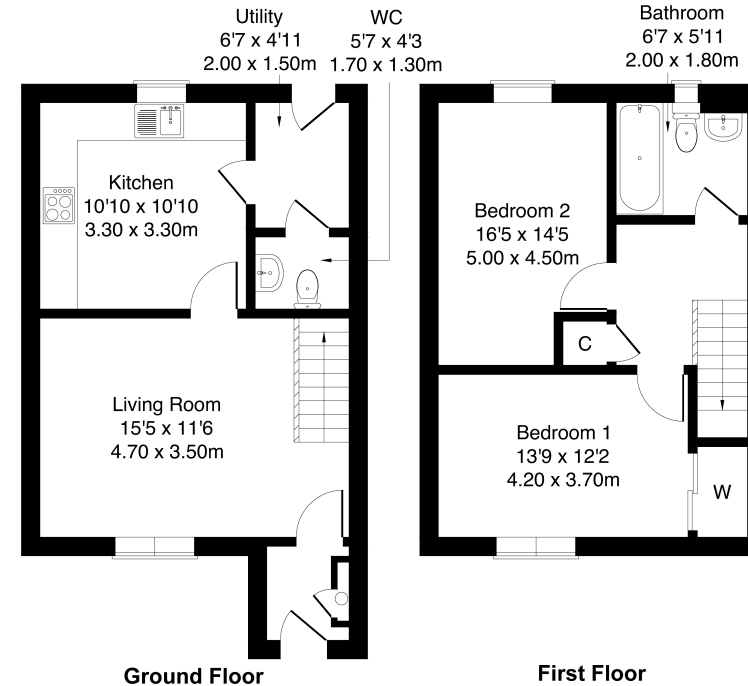 Utility
6'7 x 4'11
2.00 x 1.50m
WC
5'7 x 4'3
1.70 x 1.30m
Bathroom
6'7 x 5'11
2.00 x 1.80m
Kitchen
10'10 x 10'10
3.30 x 3.30m
Bedroom 2
16'5 x 14'5
5.00 x 4.50m
C
Living Room
15'5 x 11'6
4.70 x 3.50m
Bedroom 1
13'9 x 12'2
4.20 x 3.70m
W
Ground Floor
First Floor